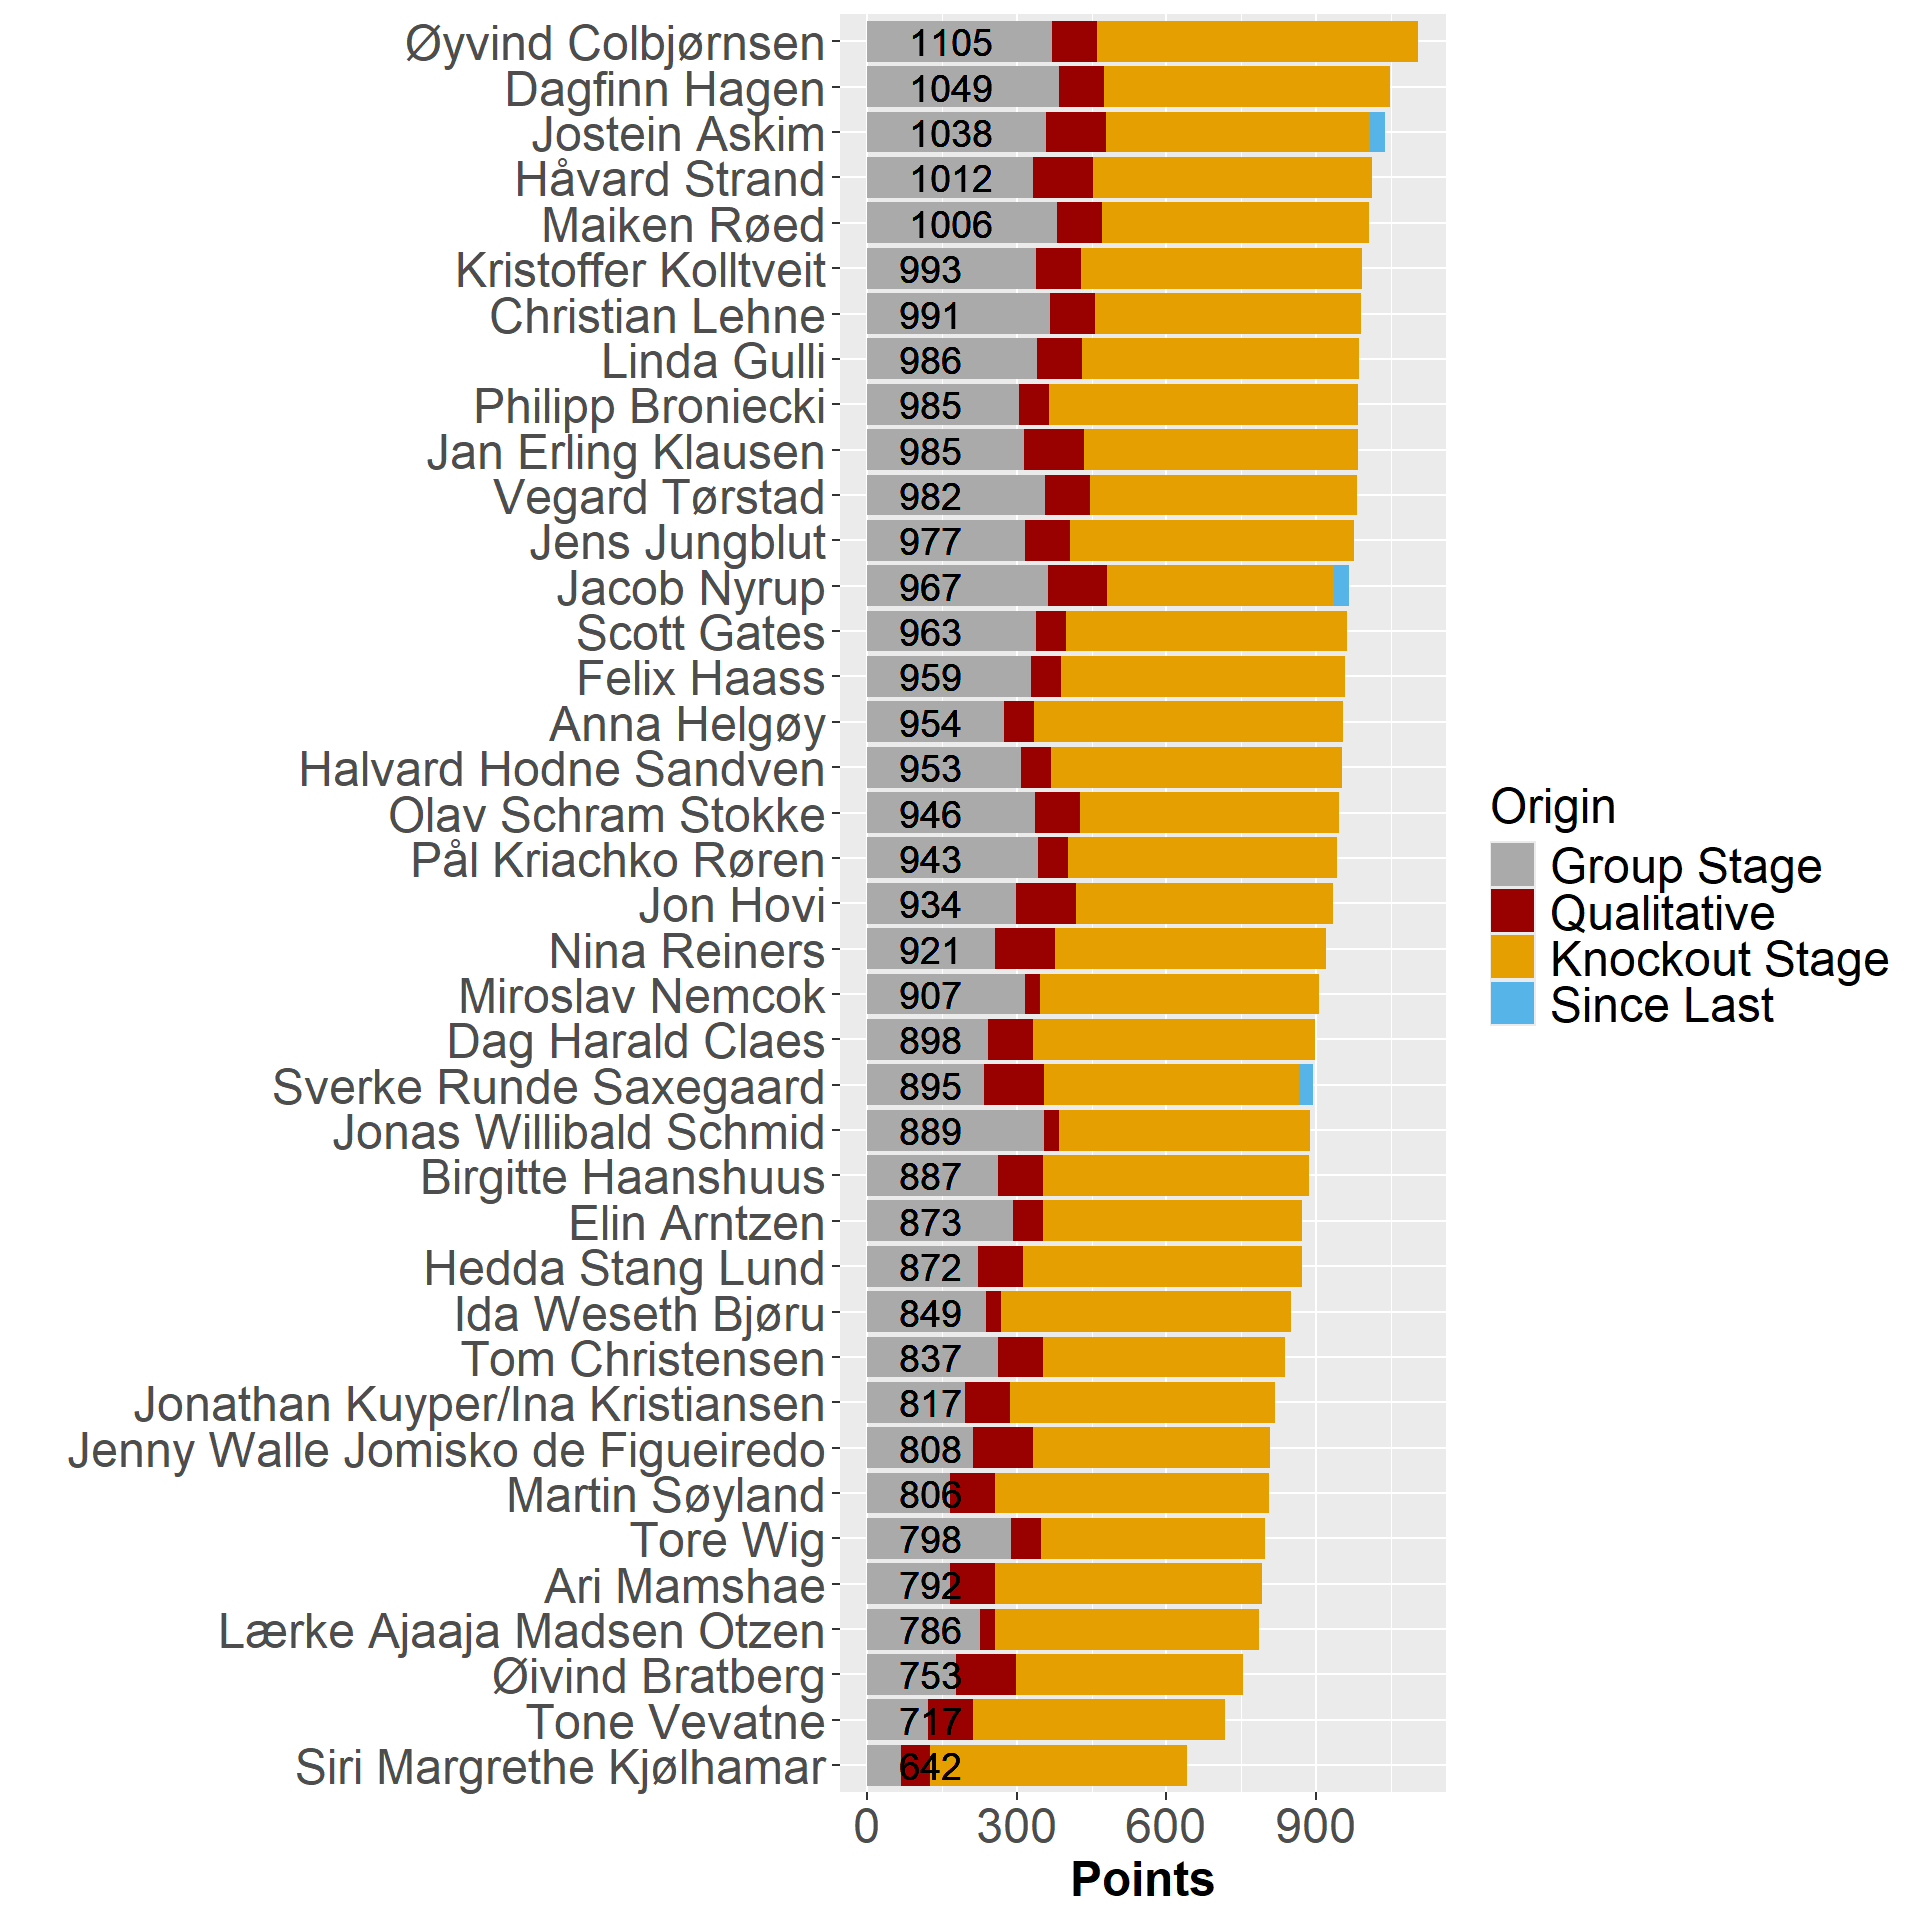 Øyvind Colbjørnsen 1105
Dagfinn Hagen 1049
Jostein Askim 1038
Håvard Strand 1012
Maiken Røed 1006
Kristoffer Kolltveit 993
Christian Lehne 991
Linda Gulli 986
Philipp Broniecki 985
Jan Erling Klausen 985
Vegard Tørstad 982
Jens Jungblut 977
Jacob Nyrup 967
Scott Gates 963
Felix Haass 959
Anna Helgøy 954
Halvard Hodne Sandven 953
Olav Schram Stokke 946
Pål Kriachko Røren 943
Jon Hovi 934
Nina Reiners 921
Miroslav Nemcok 907
Dag Harald Claes 898
Sverke Runde Saxegaard 895
Jonas Willibald Schmid 889
Birgitte Haanshuus 887
Elin Arntzen 873
Hedda Stang Lund 872
Ida Weseth Bjøru 849
Tom Christensen 837
Jonathan Kuyper/Ina Kristiansen 817
Jenny Walle Jomisko de Figueiredo 808
Martin Søyland 806
Tore Wig 798
Ari Mamshae 792
Lærke Ajaaja Madsen Otzen 786
Øivind Bratberg 753
Tone Vevatne 717
Siri Margrethe Kjølhamar 642
0 300 600 900
Points
Origin
Group Stage
Qualitative
Knockout Stage
Since Last